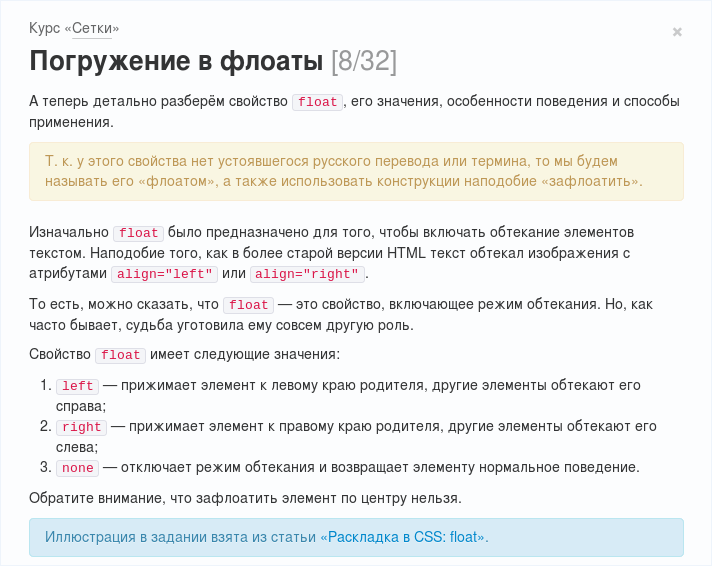 Курс «Сетки»
×
Погружение в флоаты [8/32]
А теперь детально разберём свойство float, его значения, особенности поведения и способы
применения.
Т. к. у этого свойства нет устоявшегося русского перевода или термина, то мы будем
называть его «флоатом», а также использовать конструкции наподобие «зафлоатить».
Изначально float было предназначено для того, чтобы включать обтекание элементов
текстом. Наподобие того, как в более старой версии HTML текст обтекал изображения с
атрибутами align="left" или align="right".
То есть, можно сказать, что float — это свойство, включающее режим обтекания. Но, как
часто бывает, судьба уготовила ему совсем другую роль.
Свойство float имеет следующие значения:
1. left — прижимает элемент к левому краю родителя, другие элементы обтекают его
справа;
2. right — прижимает элемент к правому краю родителя, другие элементы обтекают его
слева;
3. none — отключает режим обтекания и возвращает элементу нормальное поведение.
Обратите внимание, что зафлоатить элемент по центру нельзя.
Иллюстрация в задании взята из статьи «Раскладка в CSS: float».